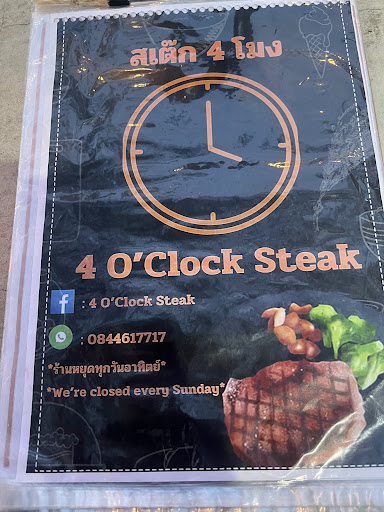 สเต๊ก 4 โมง
4 O'Clock Steak
: 4 O'Clock Steak
: 0844617717
*ร้านหยุดทุกวันอาทิตย์*
*We're closed every Sunday*